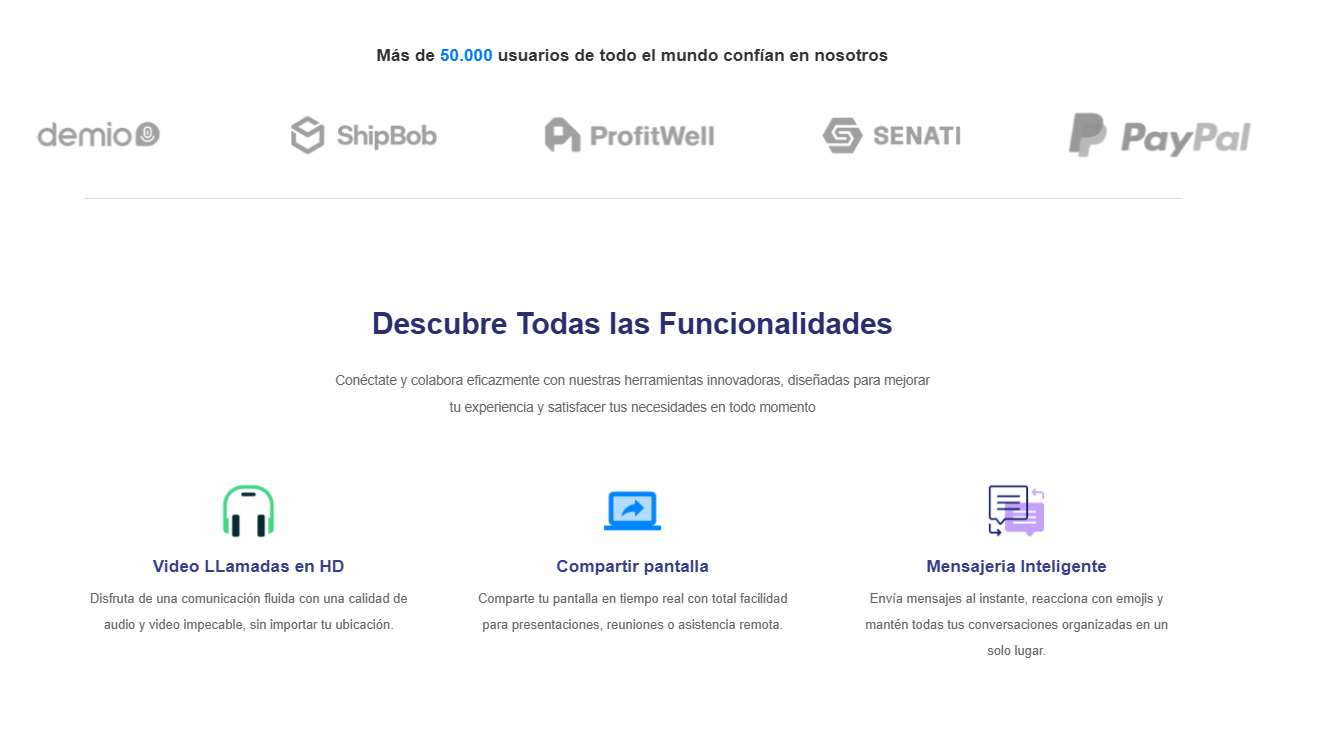 Más de 50.000 usuarios de todo el mundo confían en nosotros
demio ShipBob ProfitWell SENATI PayPal
Descubre Todas las Funcionalidades
Conéctate y colabora eficazmente con nuestras herramientas innovadoras, diseñadas para mejorar
tu experiencia y satisfacer tus necesidades en todo momento
Video LLamadas en HD
Disfruta de una comunicación fluida con una calidad de
audio y video impecable, sin importar tu ubicación.
Compartir pantalla
Comparte tu pantalla en tiempo real con total facilidad
para presentaciones, reuniones o asistencia remota.
Mensajeria Inteligente
Envía mensajes al instante, reacciona con emojis y
mantén todas tus conversaciones organizadas en un
solo lugar.